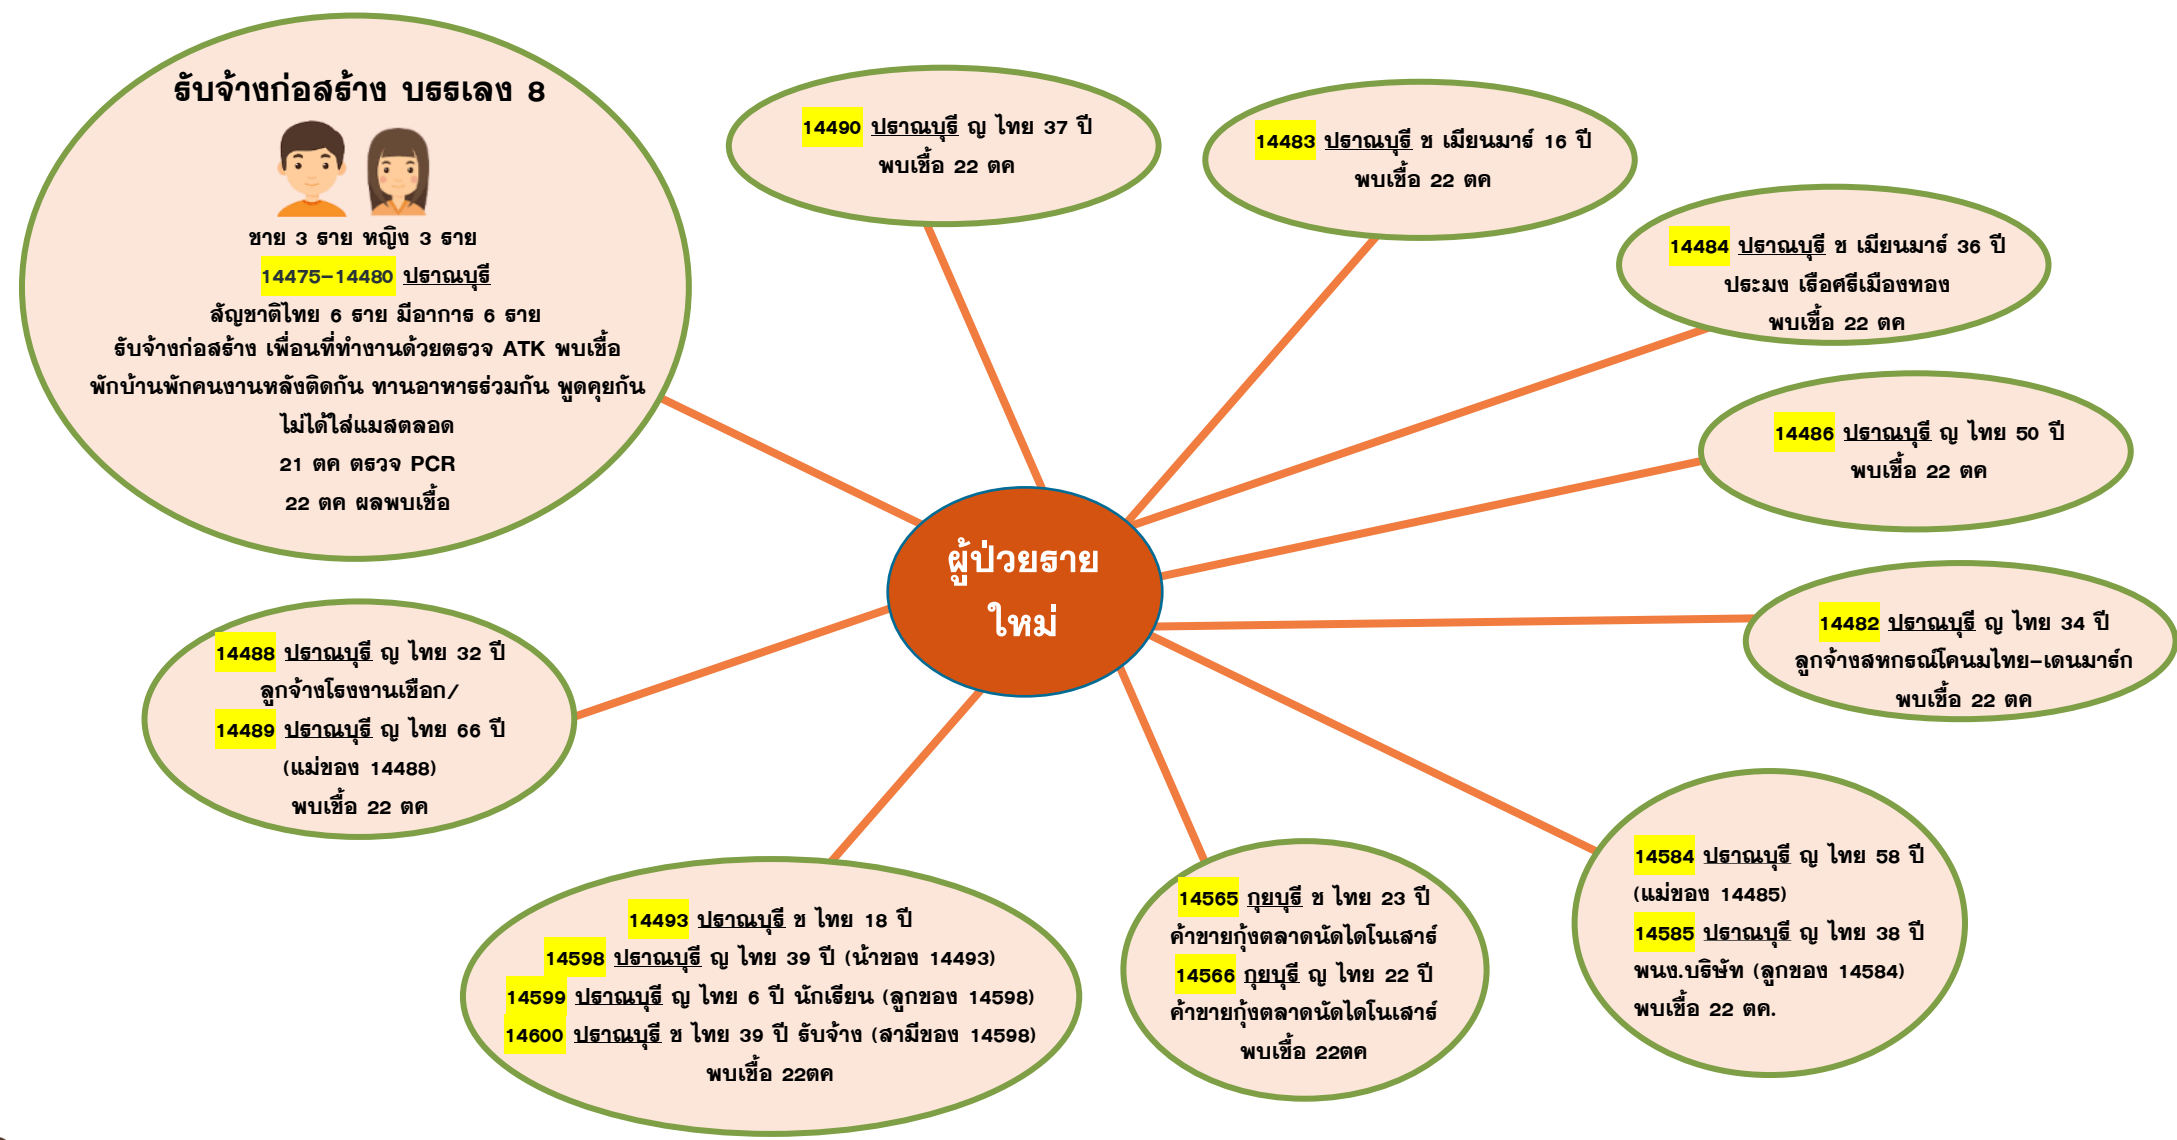 รับจ้างก่อสร้าง บรรเลง 8
ชาย 3 ราย หญิง 3 ราย
14475-14480 ปราณบุรี
สัญชาติไทย 6 ราย มีอาการ 6 ราย
รับจ้างก่อสร้าง เพื่อนที่ทำงานด้วยตรวจ ATK พบเชื้อ
พักบ้านพักคนงานหลังติดกัน ทานอาหารร่วมกัน พูดคุยกัน
ไม่ได้ใส่แมสตลอด
21 ตค ตรวจ PCR
22 ตค ผลพบเชื้อ
14490 ปราณบุรี ญ ไทย 37 ปี
พบเชื้อ 22 ตค
14483 ปราณบุรี ช เมียนมาร์ 16 ปี
พบเชื้อ 22 ตค
14484 ปราณบุรี ช เมียนมาร์ 36 ปี
ประมง เรือศรีเมืองทอง
พบเชื้อ 22 ตค
14486 ปราณบุรี ญ ไทย 50 ปี
พบเชื้อ 22 ตค
ผู้ป่วยราย
ใหม่
14482 ปราณบุรี ญ ไทย 34 ปี
ลูกจ้างสหกรณ์โคนมไทย-เดนมาร์ก
พบเชื้อ 22 ตค
14488 ปราณบุรี ญ ไทย 32 ปี
ลูกจ้างโรงงานเชือก/
14489 ปราณบุรี ญ ไทย 66 ปี
(แม่ของ 14488)
พบเชื้อ 22 ตค
14493 ปราณบุรี ช ไทย 18 ปี
14598 ปราณบุรี ญ ไทย 39 ปี (น้าของ 14493)
14599 ปราณบุรี ญ ไทย 6 ปี นักเรียน (ลูกของ 14598)
14600 ปราณบุรี ช ไทย 39 ปี รับจ้าง (สามีของ 14598)
พบเชื้อ 22ตค
14565 กุยบุรี ช ไทย 23 ปี
ค้าขายกุ้งตลาดนัดไดโนเสาร์
14566 กุยบุรี ญ ไทย 22 ปี
ค้าขายกุ้งตลาดนัดไดโนเสาร์
พบเชื้อ 22ตค
14584 ปราณบุรี ญ ไทย 58 ปี
(แม่ของ 14485)
14585 ปราณบุรี ญ ไทย 38 ปี
พนง.บริษัท (ลูกของ 14584)
พบเชื้อ 22 ตค.